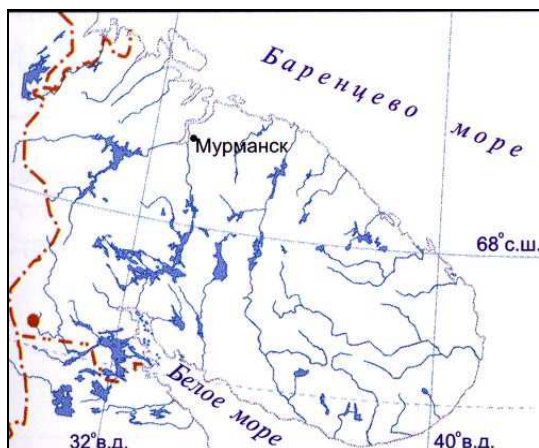 Баренцево море
Мурманск
68°с.ш.
Белое море
32°в.д.
40°в.д.